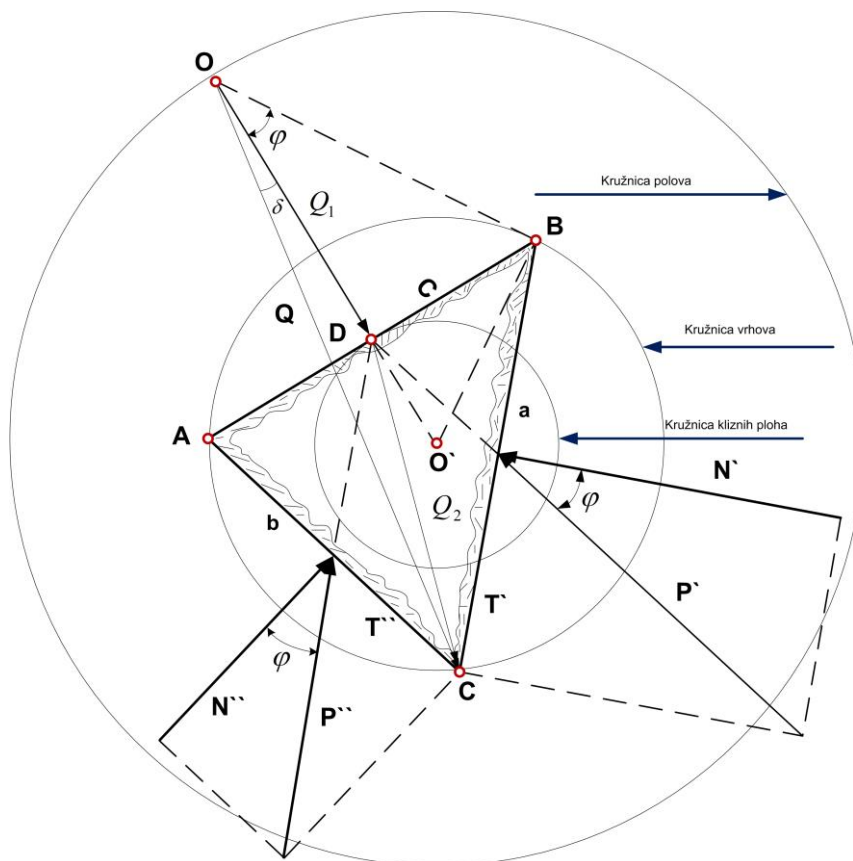 O
φ
Kružnica polova
δ
Q₁
B
C
Q
Kružnica vrhova
D
a
Kružnica kliznih ploha
A
O`
N`
b
Q₂
φ
T`
P`
T``
φ
C
N``
P``